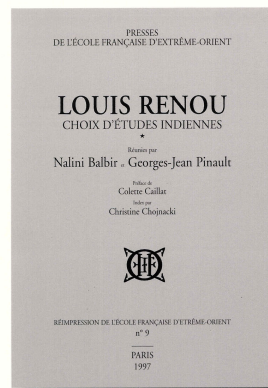 PRESSES
DE L'ÉCOLE FRANÇAISE D'EXTRÊME-ORIENT
LOUIS RENOU
CHOIX D'ÉTUDES INDIENNES
*
Réunies par
Nalini Balbir et Georges-Jean Pinault
Préface de
Colette Caillat
Index par
Christine Chojnacki
RÉIMPRESSION DE L'ÉCOLE FRANÇAISE D'ETRÊME-ORIENT
n° 9
PARIS
1997